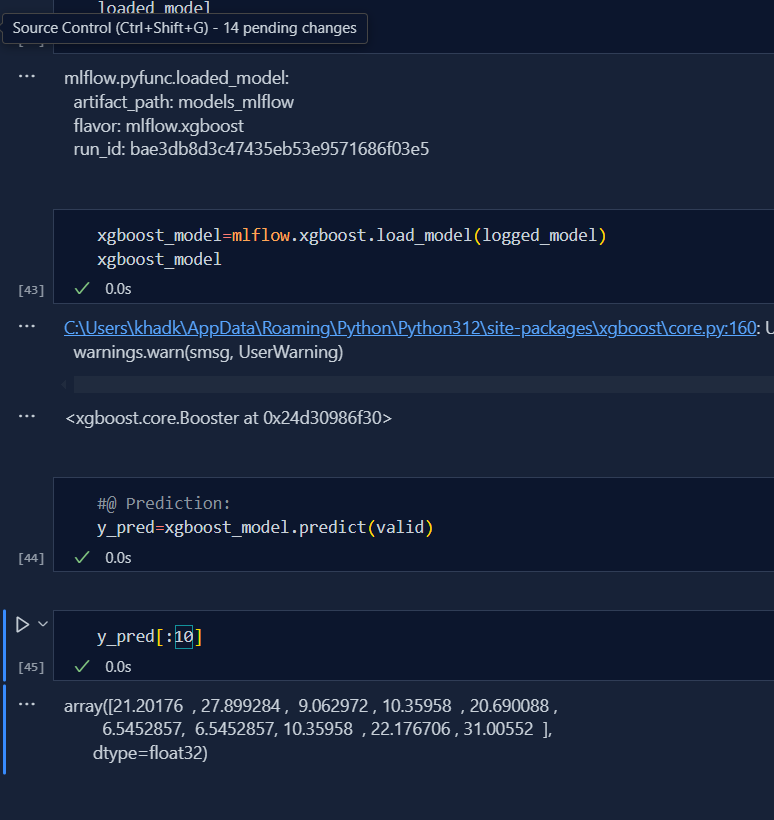 loaded_model
Source Control (Ctrl+Shift+G) - 14 pending changes
mlflow.pyfunc.loaded_model:
artifact_path: models_mlflow
flavor: mlflow.xgboost
run_id: bae3db8d3c47435eb53e9571686f03e5
xgboost_model=mlflow.xgboost.load_model(logged_model)
xgboost_model
[43]
0.0s
C:\Users\khadk\AppData\Roaming\Python\Python312\site-packages\xgboost\core.py:160: U
warnings.warn(smsg, UserWarning)
<xgboost.core.Booster at 0x24d30986f30>
#@ Prediction:
y_pred=xgboost_model.predict(valid)
[44]
0.0s
y_pred[:10]
[45]
0.0s
array([21.20176 , 27.899284 , 9.062972 , 10.35958 , 20.690088 ,
6.5452857, 6.5452857, 10.35958 , 22.176706 , 31.00552 ],
dtype=float32)